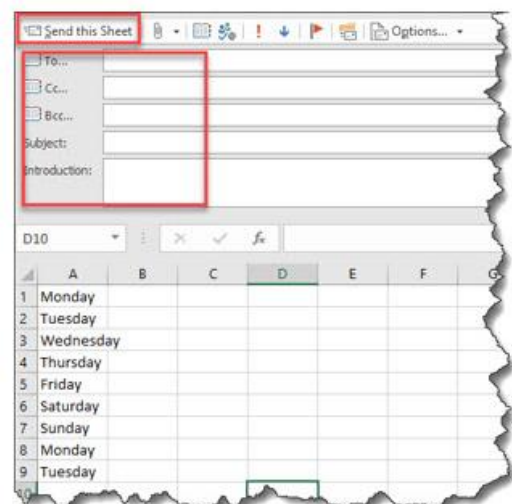 Send this Sheet Options...
To...
Cc...
Bcc...
Subject:
Introduction:
D10 fx
A B C D E F G
1 Monday
2 Tuesday
3 Wednesday
4 Thursday
5 Friday
6 Saturday
7 Sunday
8 Monday
9 Tuesday
10